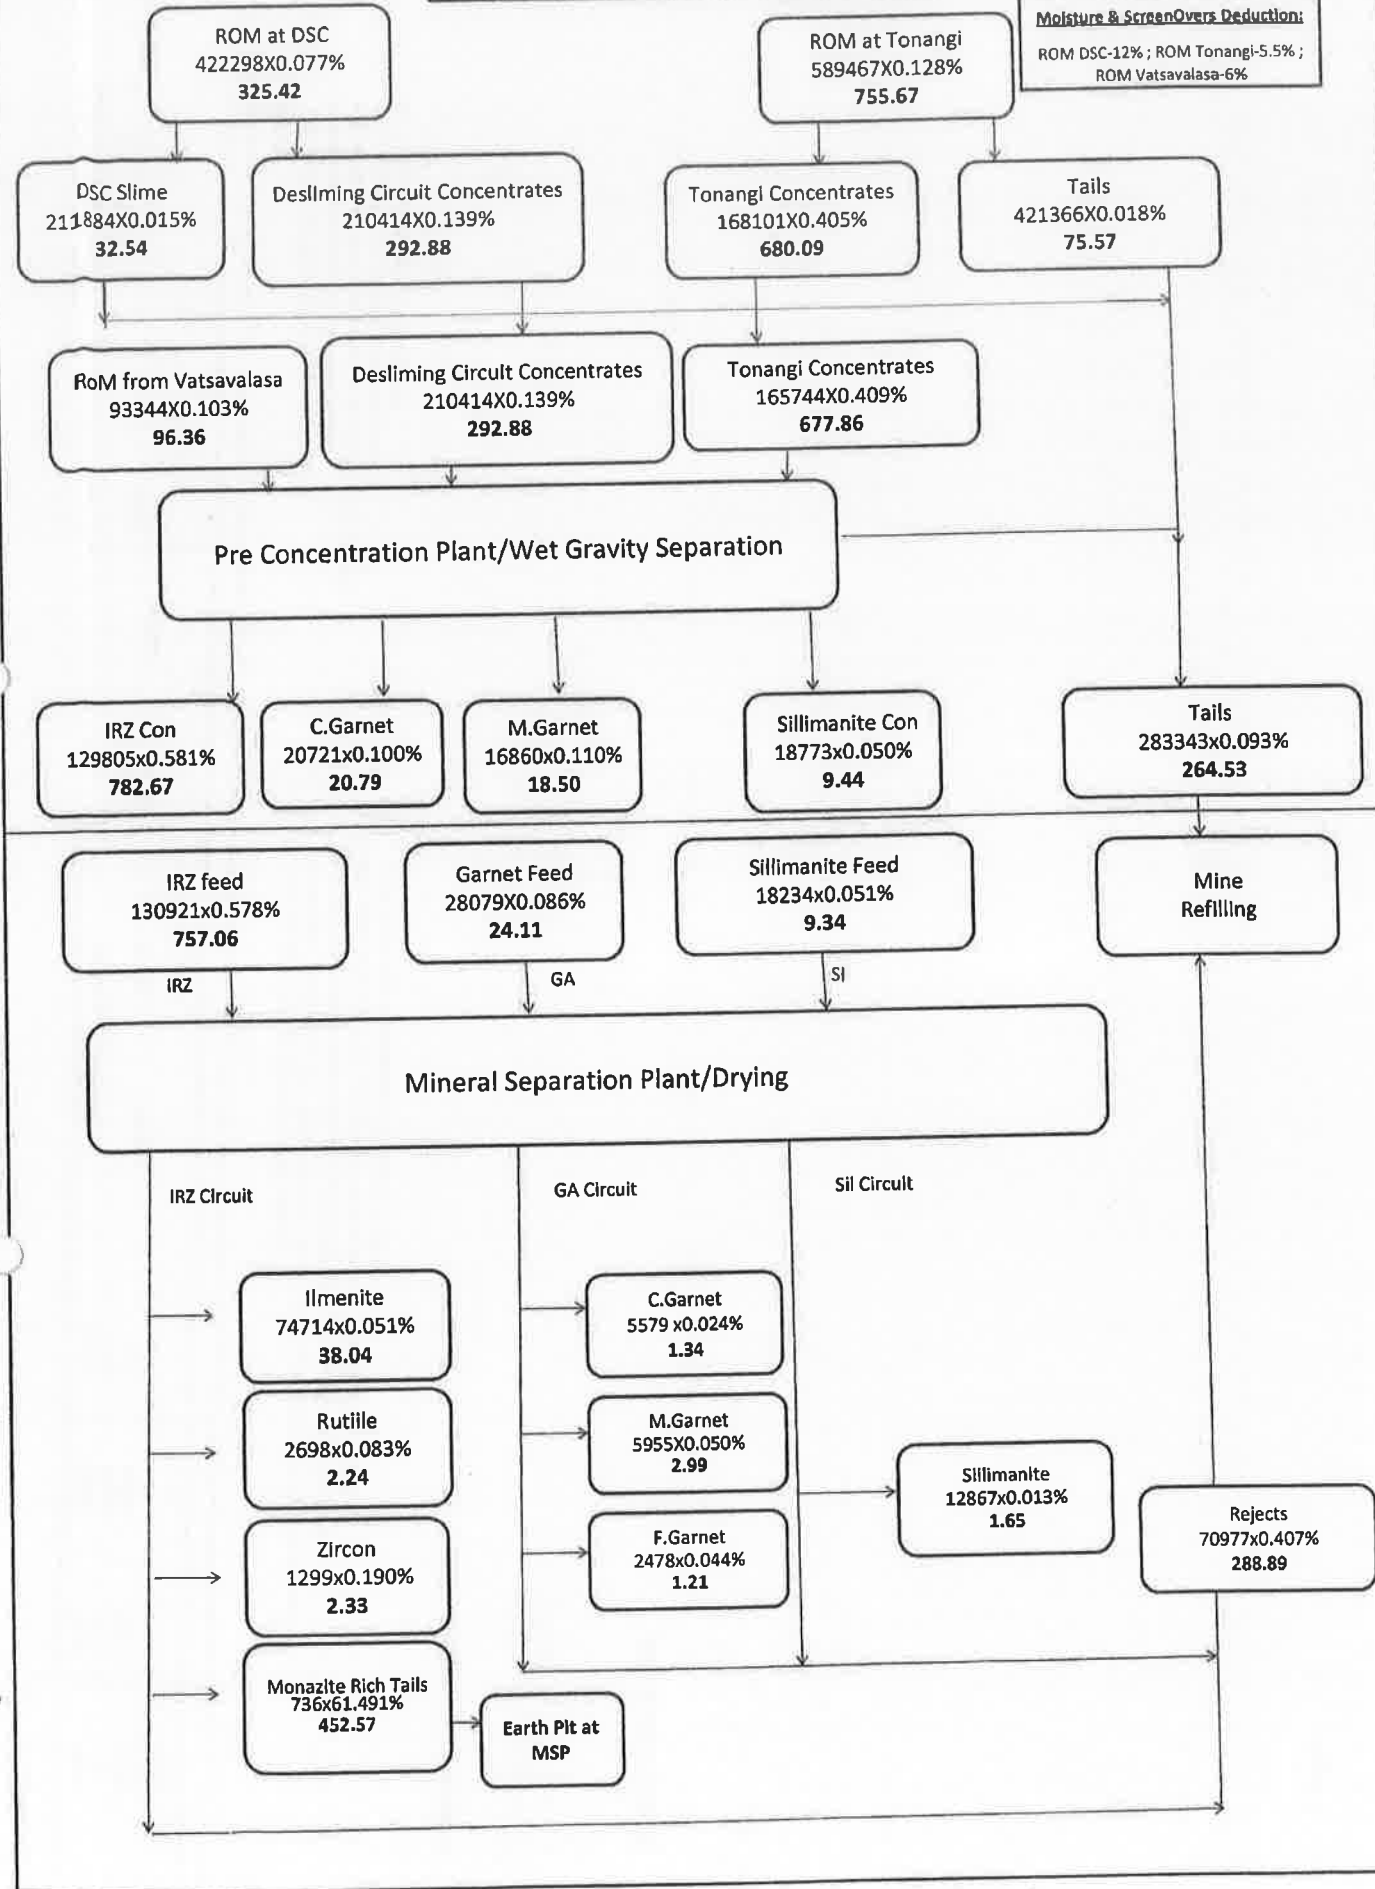 Moisture & ScreenOvers Deduction:
ROM DSC-12% ; ROM Tonangi-5.5% ;
ROM Vatsavalasa-6%
ROM at DSC
422298X0.077%
325.42
ROM at Tonangi
589467X0.128%
755.67
DSC Slime
211884X0.015%
32.54
Desliming Circuit Concentrates
210414X0.139%
292.88
Tonangi Concentrates
168101X0.405%
680.09
Tails
421366X0.018%
75.57
RoM from Vatsavalasa
93344X0.103%
96.36
Desliming Circuit Concentrates
210414X0.139%
292.88
Tonangi Concentrates
165744X0.409%
677.86
Pre Concentration Plant/Wet Gravity Separation
IRZ Con
129805x0.581%
782.67
C.Garnet
20721x0.100%
20.79
M.Garnet
16860x0.110%
18.50
Sillimanite Con
18773x0.050%
9.44
Tails
283343x0.093%
264.53
IRZ feed
130921x0.578%
757.06
Garnet Feed
28079X0.086%
24.11
Sillimanite Feed
18234x0.051%
9.34
Mine
Refilling
IRZ
GA
SI
Mineral Separation Plant/Drying
IRZ Circuit
GA Circuit
Sil Circuit
Ilmenite
74714x0.051%
38.04
C.Garnet
5579 x0.024%
1.34
Rutiile
2698x0.083%
2.24
M.Garnet
5955X0.050%
2.99
Sillimanite
12867x0.013%
1.65
Zircon
1299x0.190%
2.33
F.Garnet
2478x0.044%
1.21
Rejects
70977x0.407%
288.89
Monazite Rich Tails
736x61.491%
452.57
Earth Pit at
MSP